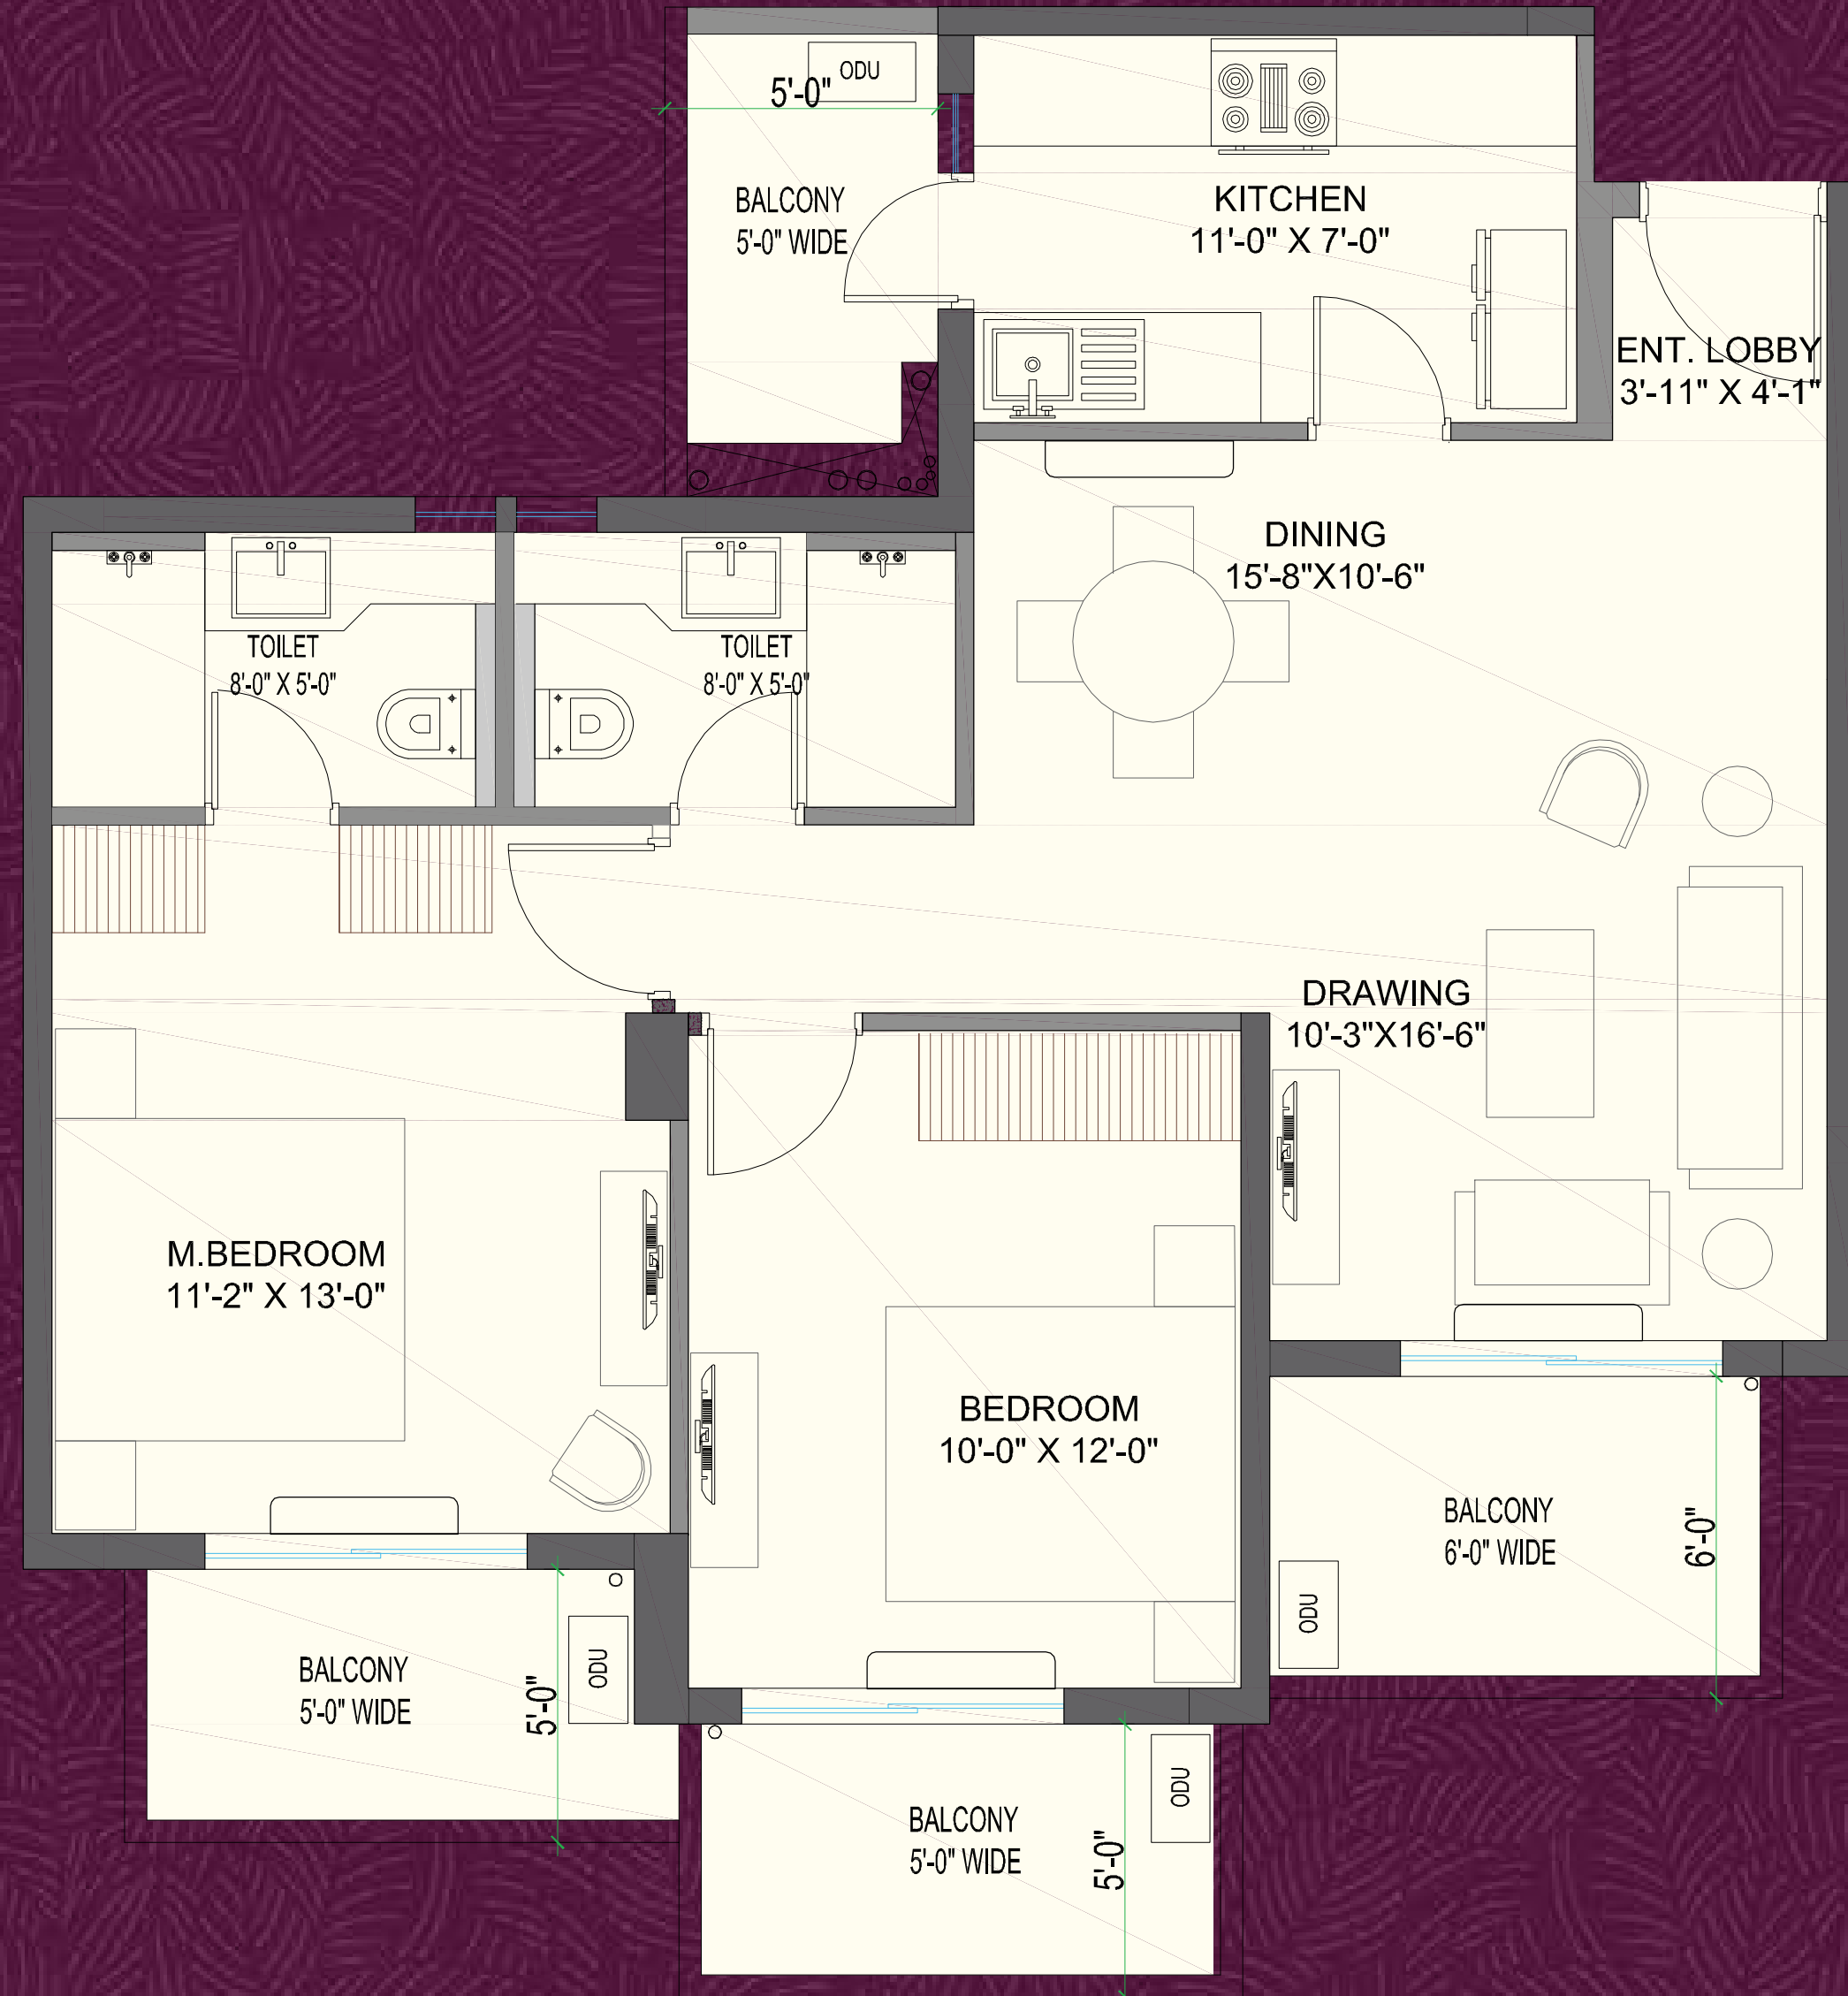 ODU
5'-0"
BALCONY
5'-0" WIDE
KITCHEN
11'-0" X 7'-0"
ENT. LOBBY
3'-11" X 4'-1"
DINING
15'-8"X10'-6"
TOILET
8'-0" X 5'-0"
TOILET
8'-0" X 5'-0"
DRAWING
10'-3"X16'-6"
M.BEDROOM
11'-2" X 13'-0"
BEDROOM
10'-0" X 12'-0"
BALCONY
6'-0" WIDE
6'-0"
ODU
BALCONY
5'-0" WIDE
5'-0"
ODU
BALCONY
5'-0" WIDE
5'-0"
ODU